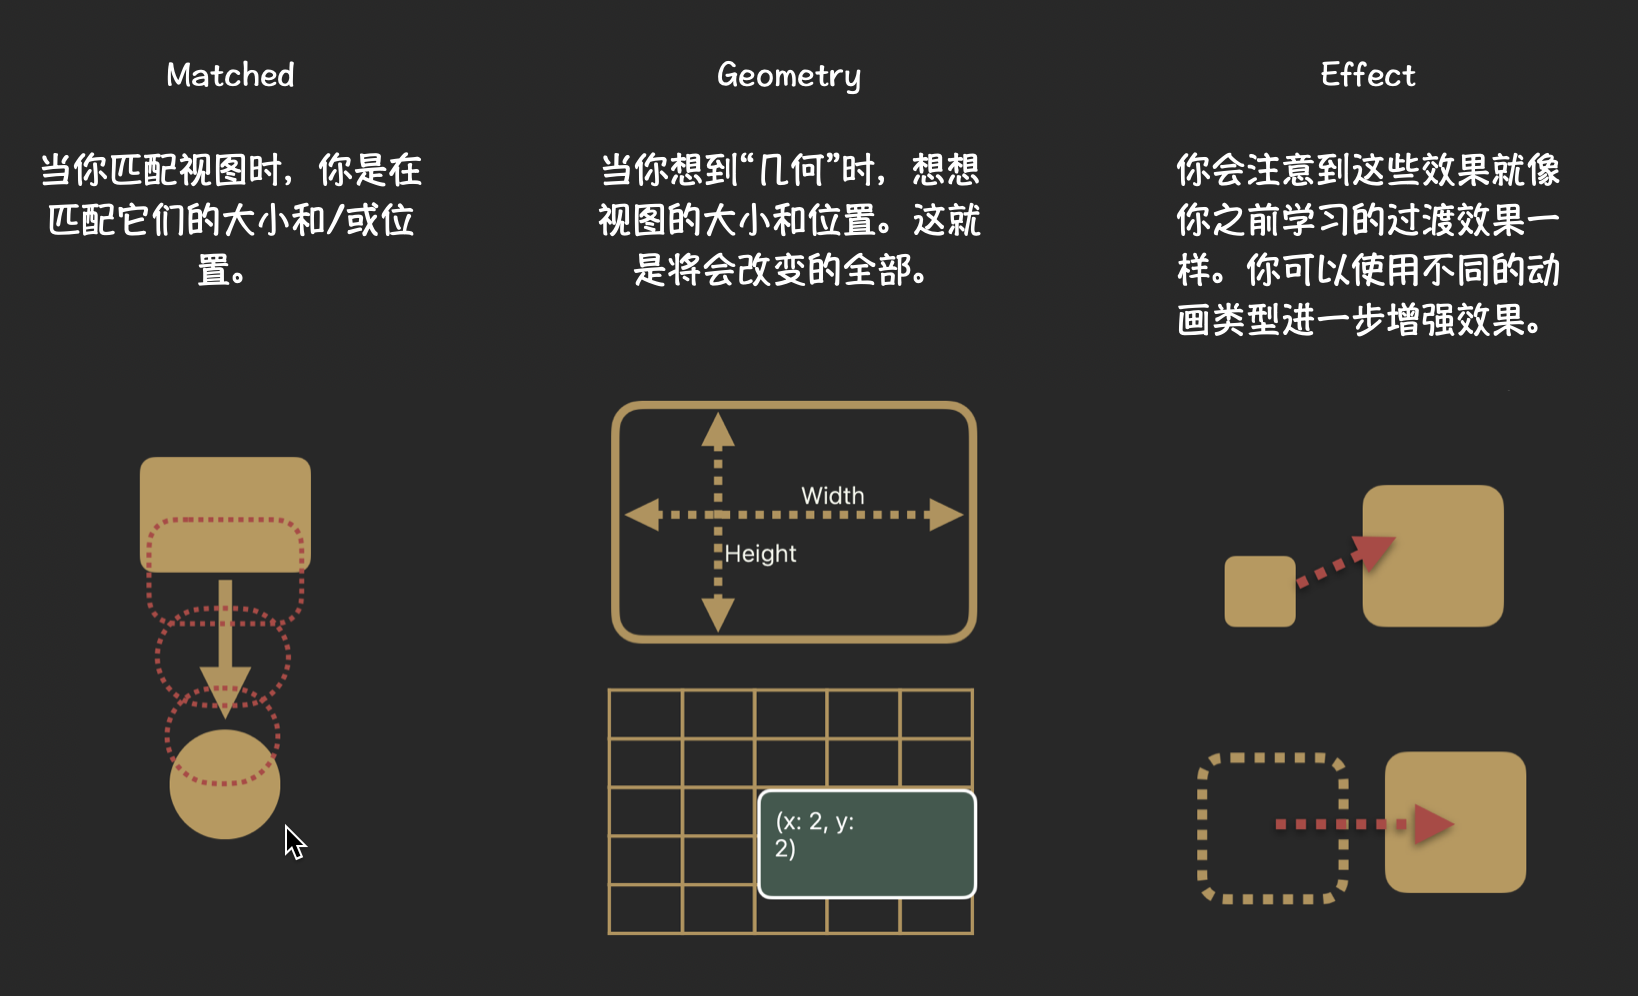 Matched
当你匹配视图时，你是在
匹配它们的大小和/或位
置。
Geometry
当你想到“几何”时，想想
视图的大小和位置。这就
是将会改变的全部。
Width
Height
(x: 2, y:
2)
Effect
你会注意到这些效果就像
你之前学习的过渡效果一
样。你可以使用不同的动
画类型进一步增强效果。